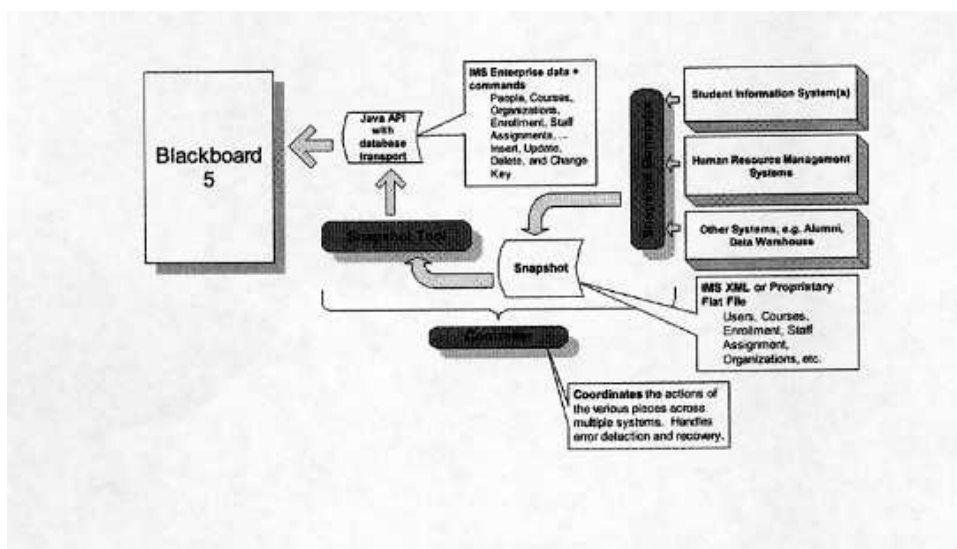 Blackboard
5
Java API
with
database
transport
IMS Enterprise data +
commands
People, Courses,
Organizations,
Enrollment, Staff
Assignments, ...
Insert, Update,
Delete, and Change
Key
Student Information System(s)
Human Resource Management
Systems
Other Systems, e.g. Alumni,
Data Warehouse
Snapshot Tool
Snapshot
IMS XML or Proprietary
Flat File
Users, Courses,
Enrollment, Staff
Assignment,
Organizations, etc.
Controller
Coordinates the actions of
the various pieces across
multiple systems. Handles
error detection and recovery.